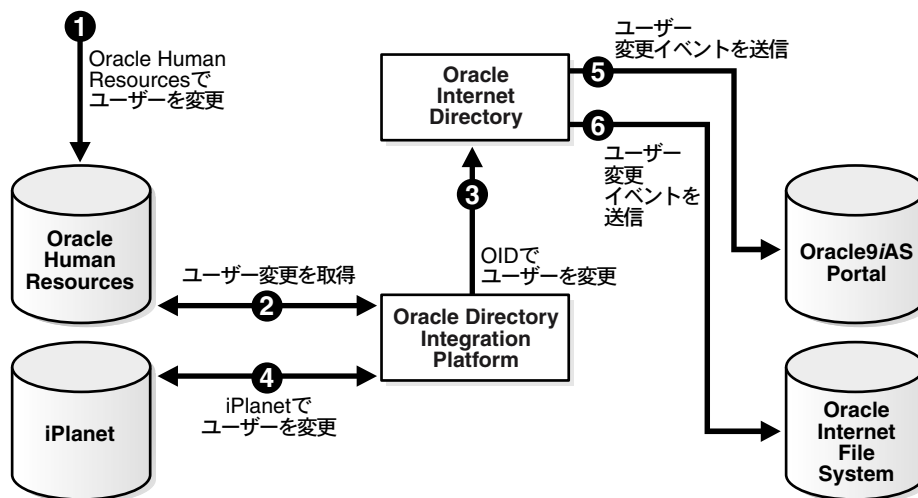 1
Oracle Human
Resourcesで
ユーザーを変更
Oracle
Internet
Directory
ユーザー
変更イベントを送信
5
6
ユーザー
変更
イベントを
送信
3
OIDで
ユーザーを変更
Oracle
Human
Resources
ユーザー変更を取得
2
Oracle Directory
Integration
Platform
Oracle9iAS
Portal
iPlanet
4
iPlanetで
ユーザーを変更
Oracle
Internet
File
System